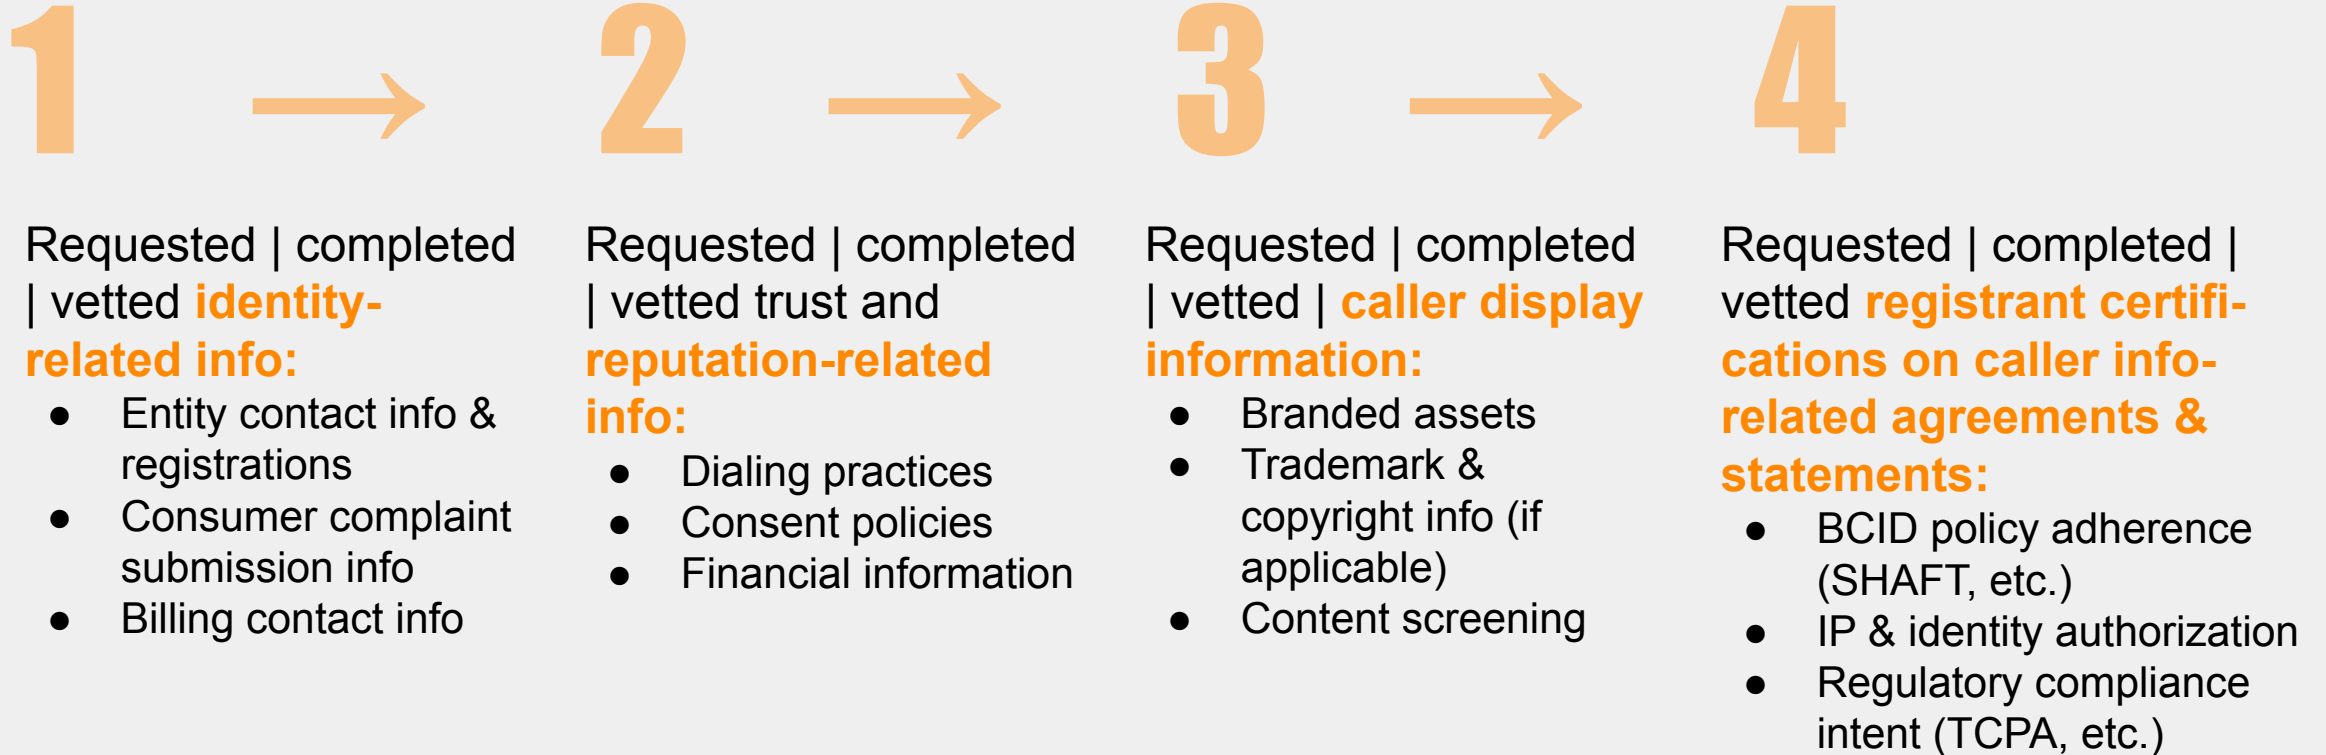 1 → 2 → 3 → 4
Requested | completed
| vetted identity-
related info:
● Entity contact info &
registrations
● Consumer complaint
submission info
● Billing contact info
Requested | completed
| vetted trust and
reputation-related
info:
● Dialing practices
● Consent policies
● Financial information
Requested | completed
| vetted | caller display
information:
● Branded assets
● Trademark &
copyright info (if
applicable)
● Content screening
Requested | completed |
vetted registrant certifi-
cations on caller info-
related agreements &
statements:
● BCID policy adherence
(SHAFT, etc.)
● IP & identity authorization
● Regulatory compliance
intent (TCPA, etc.)